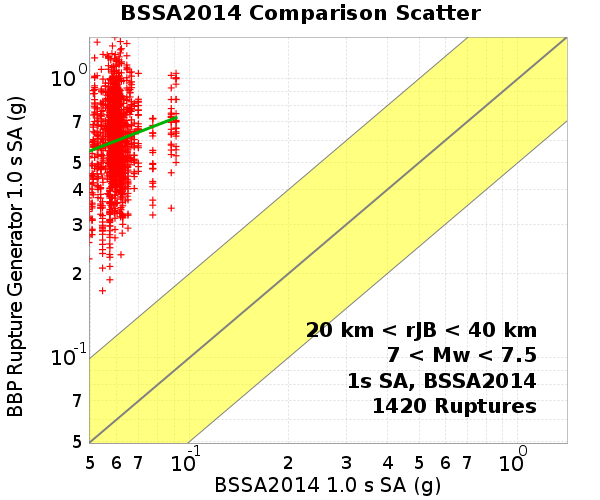 BSSA2014 Comparison Scatter
BBP Rupture Generator 1.0 s SA (g)
10^0
7
5
4
3
2
10^-1
7
5
20 km < rJB < 40 km
7 < Mw < 7.5
1s SA, BSSA2014
1420 Ruptures
5 6 7 10^-1 2 3 4 5 6 7 10^0
BSSA2014 1.0 s SA (g)